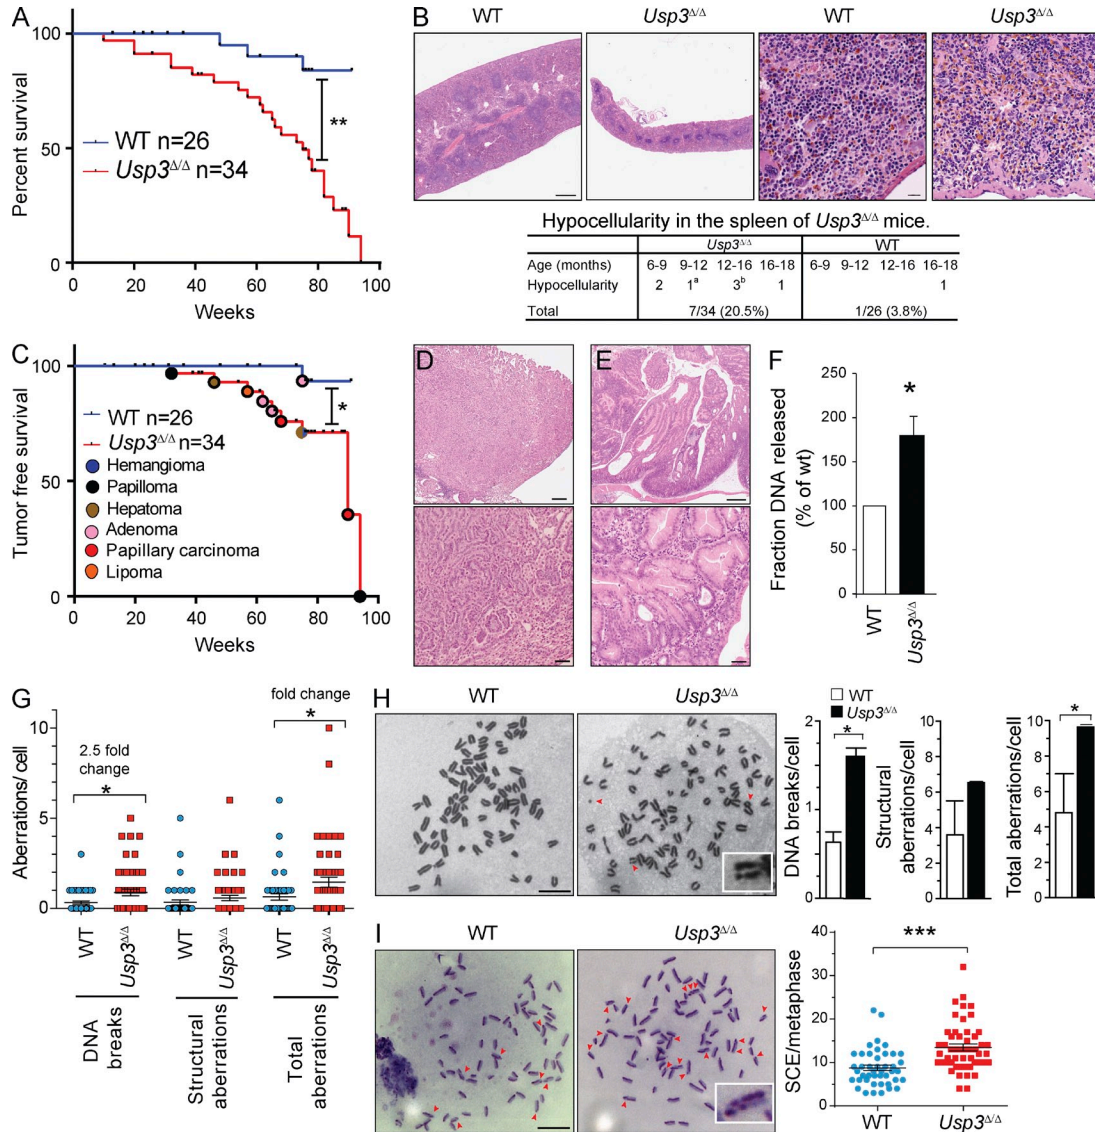 A
Percent survival
100
50
0
WT n=26
Usp3Δ/Δ n=34
**
0 20 40 60 80 100
Weeks
B
WT
Usp3Δ/Δ
WT
Usp3Δ/Δ
Hypocellularity in the spleen of Usp3Δ/Δ mice.
Usp3Δ/Δ WT
Age (months) 6-9 9-12 12-16 16-18 6-9 9-12 12-16 16-18
Hypocellularity 2 1a 3b 1 1
Total 7/34 (20.5%) 1/26 (3.8%)
C
Tumor free survival
100
50
0
*
WT n=26
Usp3Δ/Δ n=34
Hemangioma
Papilloma
Hepatoma
Adenoma
Papillary carcinoma
Lipoma
0 20 40 60 80 100
Weeks
D
E
F
Fraction DNA released
(% of wt)
250
200
150
100
50
0
*
WT
Usp3Δ/Δ
G
Aberrations/ cell
10
5
0
2.5 fold
change
*
fold change
*
WT
Usp3Δ/Δ
WT
Usp3Δ/Δ
WT
Usp3Δ/Δ
DNA
breaks
Structural
aberrations
Total
aberrations
H
WT
Usp3Δ/Δ
WT
Usp3Δ/Δ
DNA breaks/cell
2
1.5
1
.5
0
*
Structural
aberrations/cell
10
8
6
4
2
0
Total aberrations/cell
10
8
6
4
2
0
*
I
WT
Usp3Δ/Δ
SCE/metaphase
40
30
20
10
0
***
WT
Usp3Δ/Δ